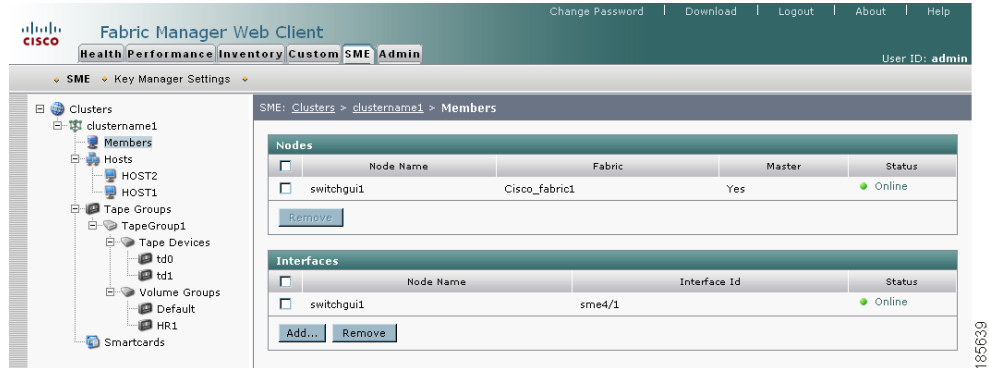 Change Password | Download | Logout | About | Help
CISCO
Fabric Manager Web Client
Health Performance Inventory Custom SME Admin
User ID: admin
SME Key Manager Settings
Clusters
clustername1
Members
Hosts
HOST2
HOST1
Tape Groups
TapeGroup1
Tape Devices
td0
td1
Volume Groups
Default
HR1
Smartcards
SME: Clusters > clustername1 > Members
Nodes
Node Name Fabric Master Status
switchgui1 Cisco_fabric1 Yes Online
Remove
Interfaces
Node Name Interface Id Status
switchgui1 sme4/1 Online
Add... Remove
185639